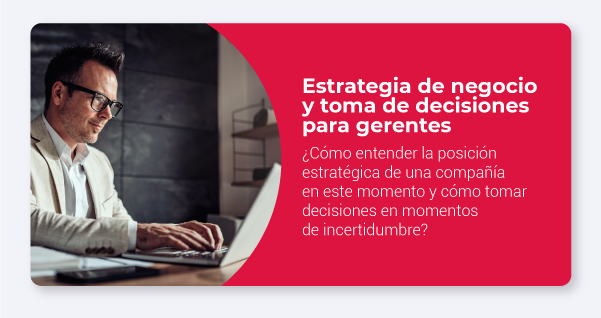 Estrategia de negocio
y toma de decisiones
para gerentes
¿Cómo entender la posición
estratégica de una compañía
en este momento y cómo tomar
decisiones en momentos
de incertidumbre?